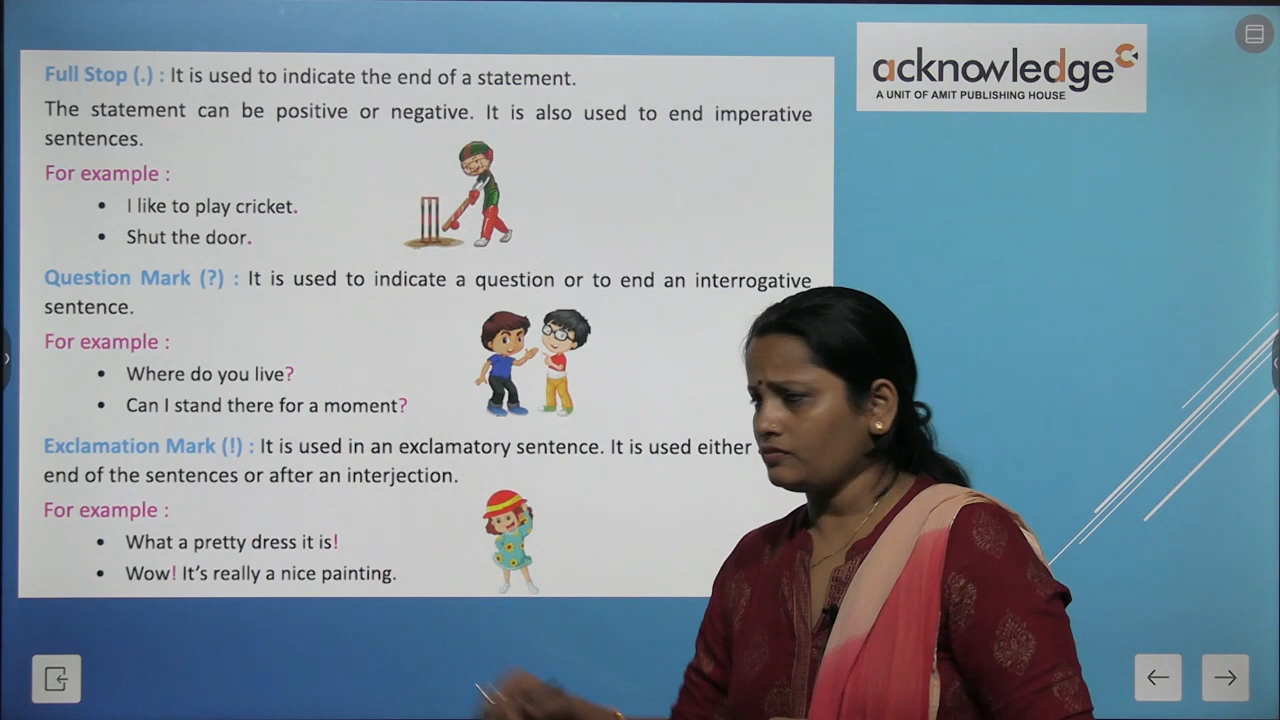 Full Stop (.) : It is used to indicate the end of a statement.
The statement can be positive or negative. It is also used to end imperative
sentences.
For example :
• I like to play cricket.
• Shut the door.
Question Mark (?) : It is used to indicate a question or to end an interrogative
sentence.
For example :
• Where do you live?
• Can I stand there for a moment?
Exclamation Mark (!) : It is used in an exclamatory sentence. It is used either
end of the sentences or after an interjection.
For example :
• What a pretty dress it is!
• Wow! It's really a nice painting.
acknowledge
A UNIT OF AMIT PUBLISHING HOUSE